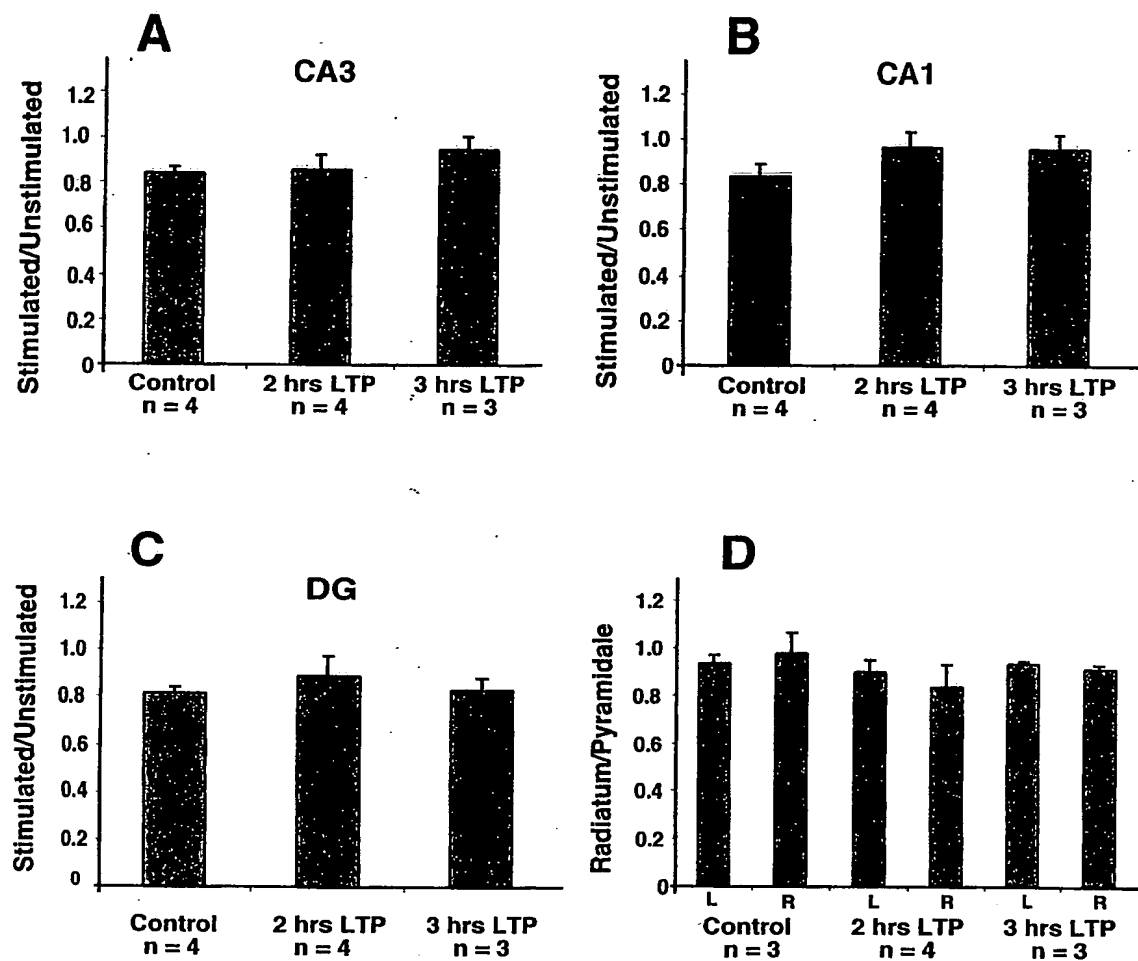 A
CA3
Stimulated/Unstimulated
1.2
1.0
0.8
0.6
0.4
0.2
0
Control 2 hrs LTP 3 hrs LTP
n = 4 n = 4 n = 3
B
CA1
Stimulated/Unstimulated
1.2
1.0
0.8
0.6
0.4
0.2
0
Control 2 hrs LTP 3 hrs LTP
n = 4 n = 4 n = 3
C
DG
Stimulated/Unstimulated
1.2
1.0
0.8
0.6
0.4
0.2
0
Control 2 hrs LTP 3 hrs LTP
n = 4 n = 4 n = 3
D
Radiatum/Pyramidale
1.2
1.0
0.8
0.6
0.4
0.2
0
L R L R L R
Control 2 hrs LTP 3 hrs LTP
n = 3 n = 4 n = 3